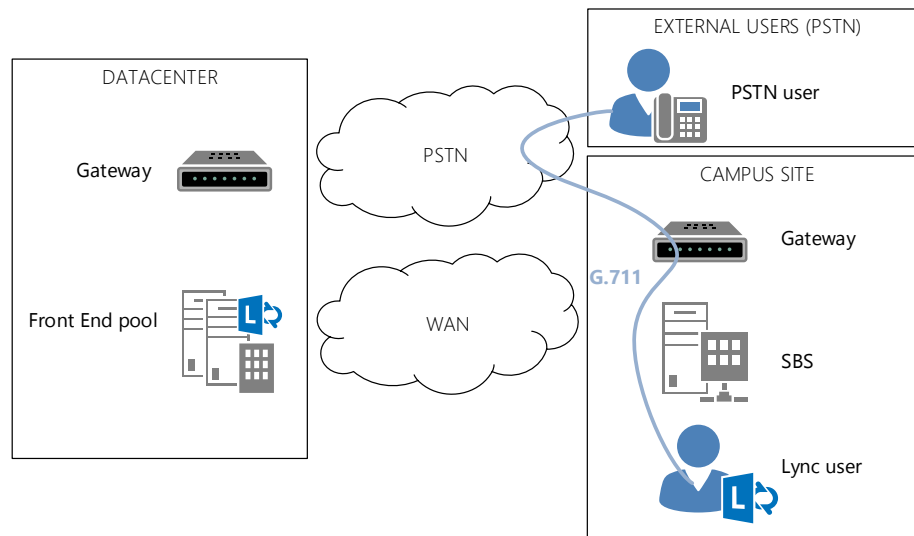 DATACENTER
Gateway
Front End pool
L
PSTN
WAN
EXTERNAL USERS (PSTN)
PSTN user
CAMPUS SITE
Gateway
G.711
SBS
Lync user
L